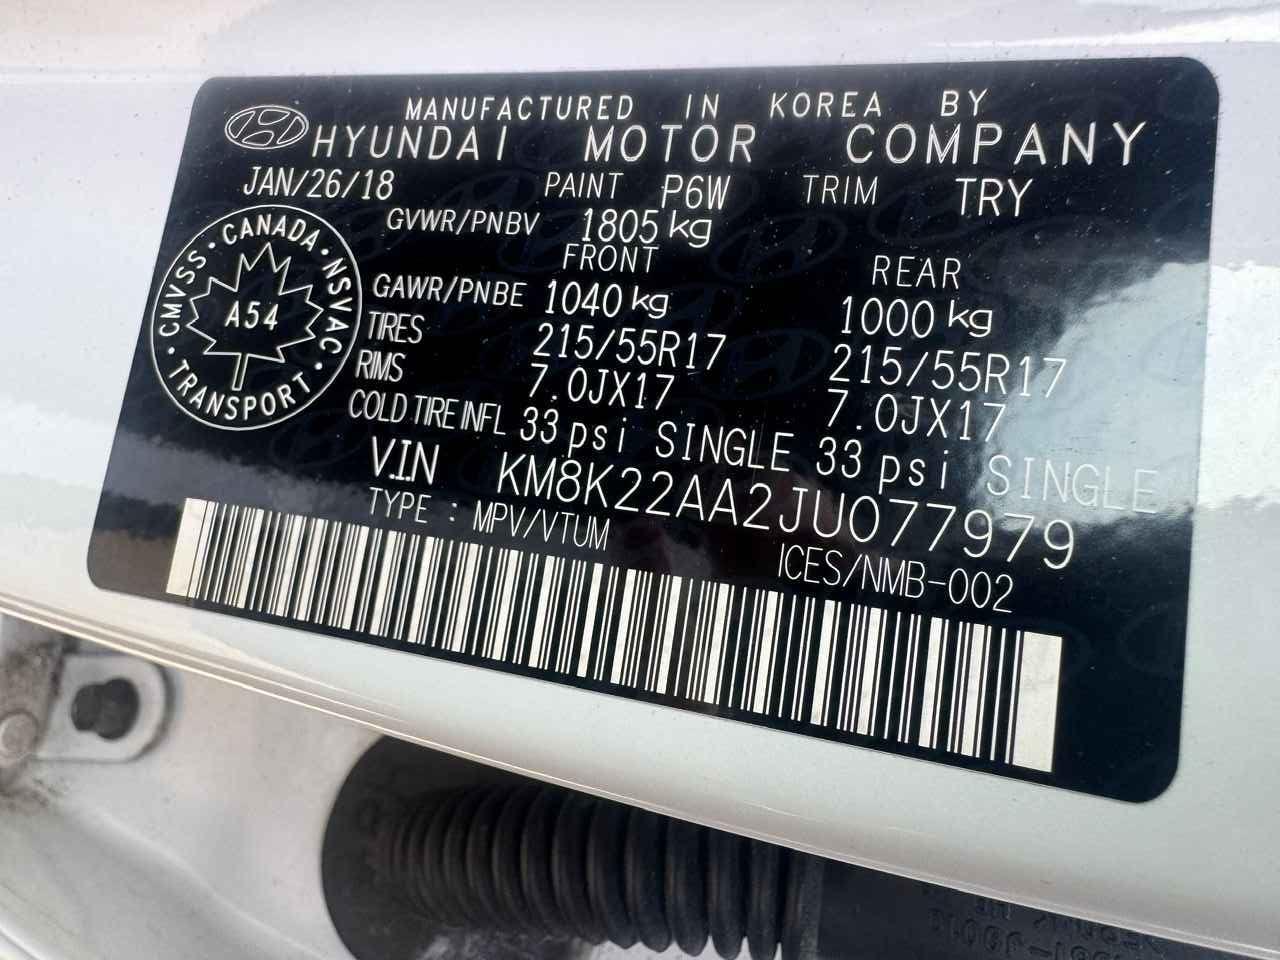 MANUFACTURED IN KOREA BY
HYUNDAI MOTOR COMPANY
JAN/26/18 PAINT P6W TRIM TRY
GVWR/PNBV 1805 kg
FRONT REAR
GAWR/PNBE 1040 kg 1000 kg
TIRES 215/55R17 215/55R17
RIMS 7.0JX17 7.0JX17
COLD TIRE INFL 33 psi SINGLE 33 psi SINGLE
V.I.N KM8K22AA2JU077979
TYPE : MPV/VTUM ICES/NMB-002
CMVSS · CANADA · NSVAC · TRANSPORT ·
A54